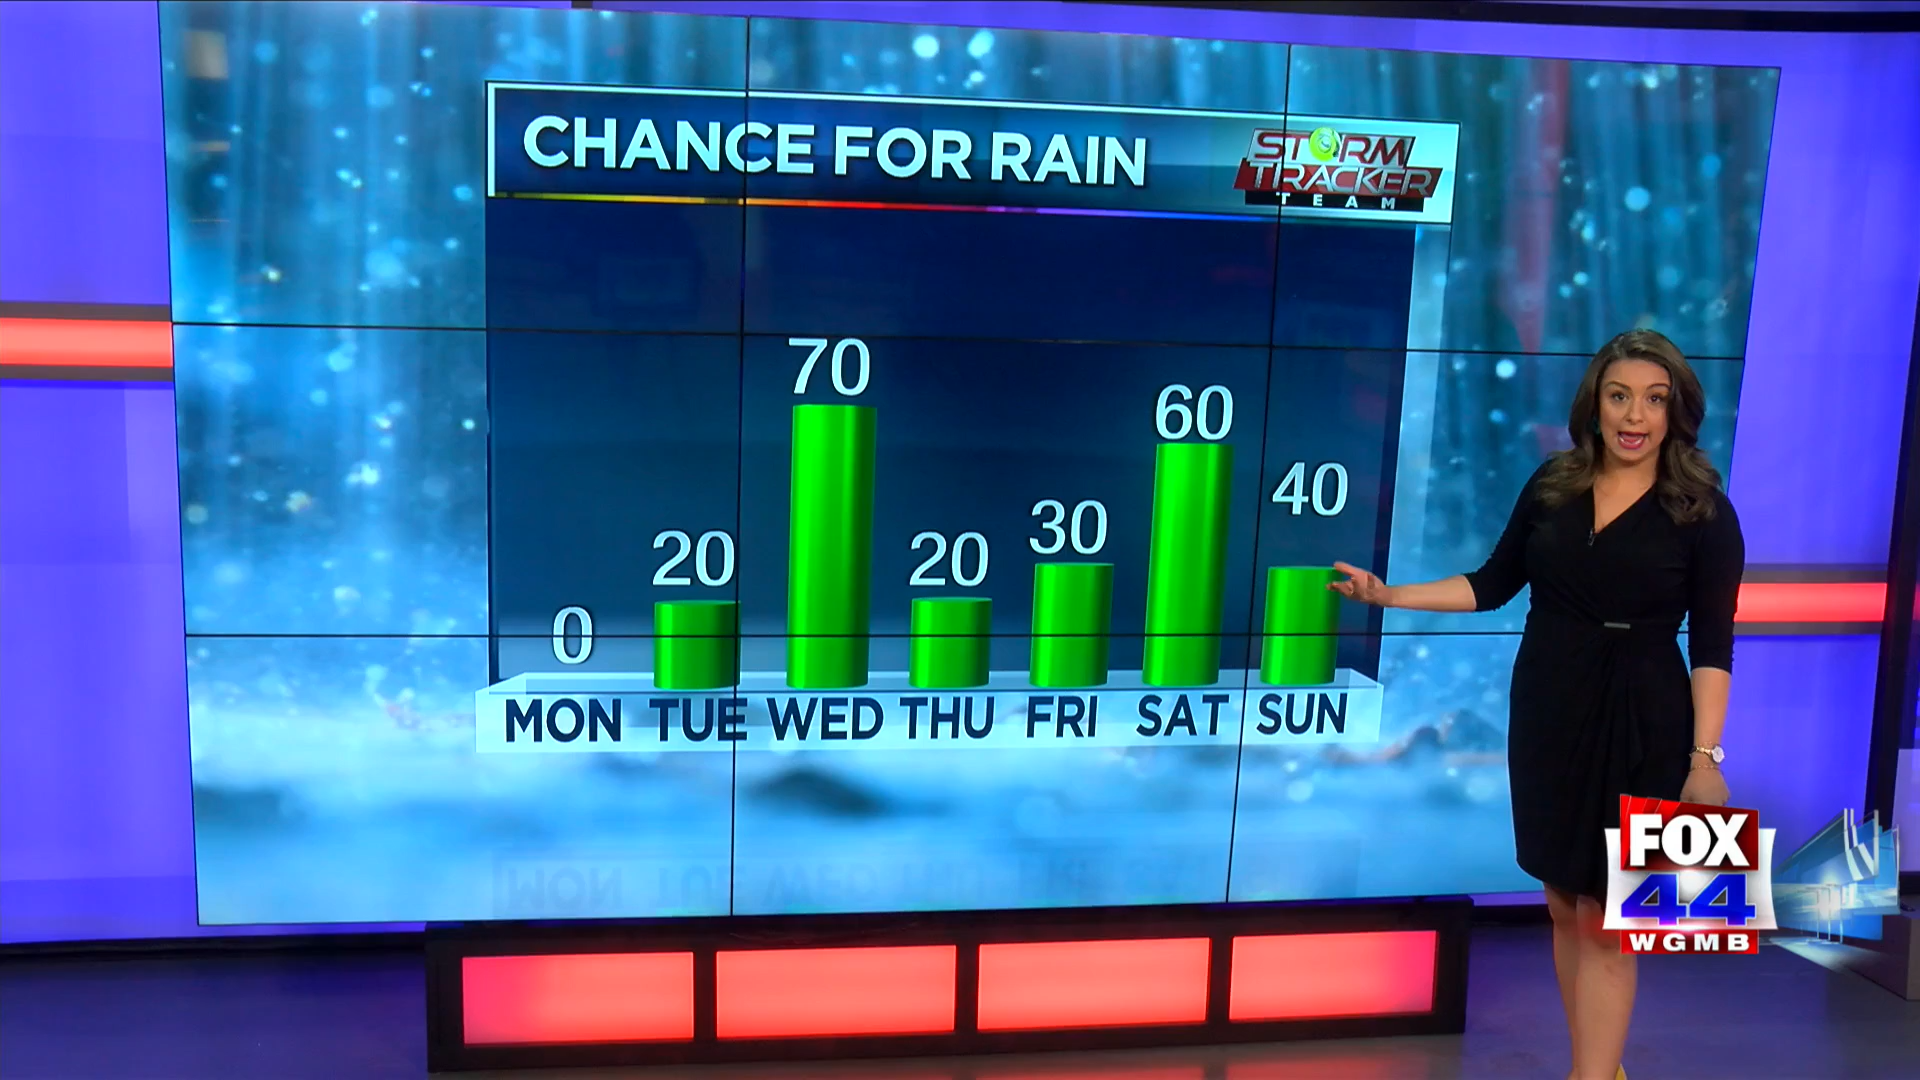 CHANCE FOR RAIN
STORM
TRACKER
TEAM
70
60
40
30
20
20
0
MON TUE WED THU FRI SAT SUN
FOX
44
WGMB